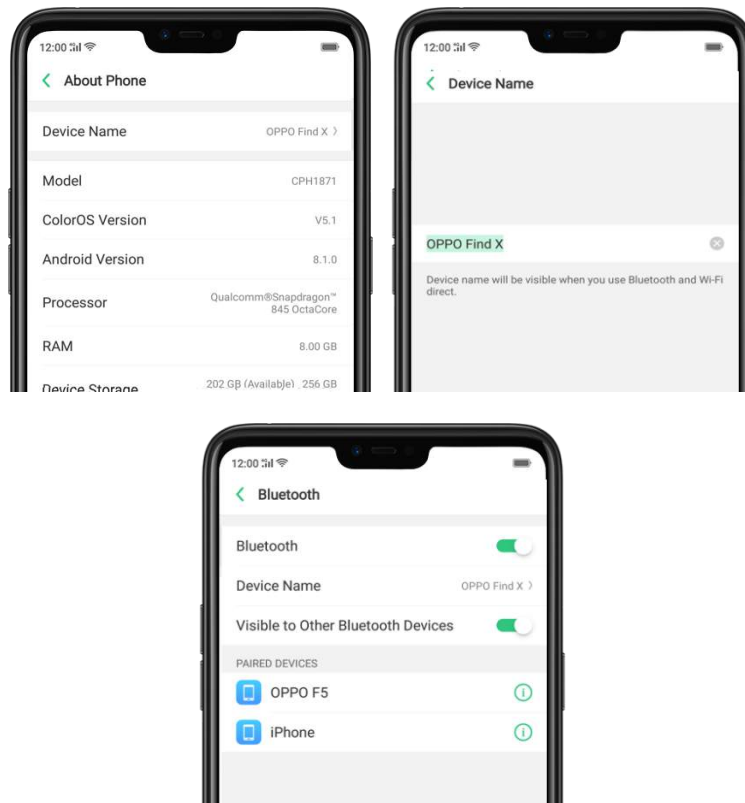 12:00
About Phone
Device Name OPPO Find X
Model CPH1871
ColorOS Version V5.1
Android Version 8.1.0
Processor Qualcomm®Snapdragon™
845 OctaCore
RAM 8.00 GB
Device Storage 202 GB (Available) 256 GB
12:00
Device Name
OPPO Find X
Device name will be visible when you use Bluetooth and Wi-Fi
direct.
12:00
Bluetooth
Bluetooth
Device Name OPPO Find X
Visible to Other Bluetooth Devices
PAIRED DEVICES
OPPO F5
iPhone